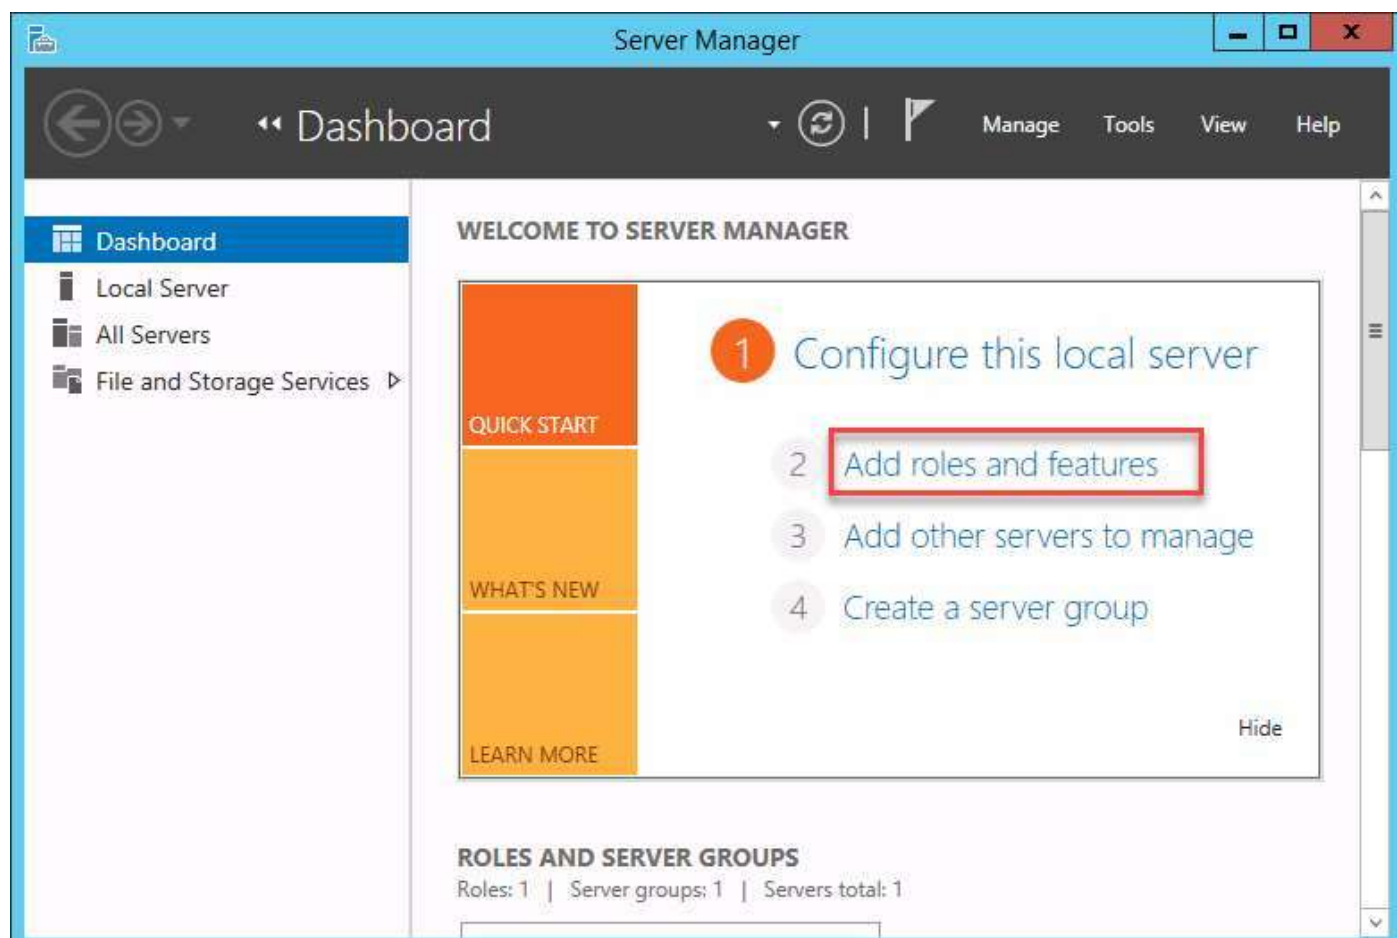 Server Manager
Dashboard
Manage Tools View Help
Dashboard
Local Server
All Servers
File and Storage Services
WELCOME TO SERVER MANAGER
QUICK START
WHAT'S NEW
LEARN MORE
1 Configure this local server
2 Add roles and features
3 Add other servers to manage
4 Create a server group
Hide
ROLES AND SERVER GROUPS
Roles: 1 | Server groups: 1 | Servers total: 1